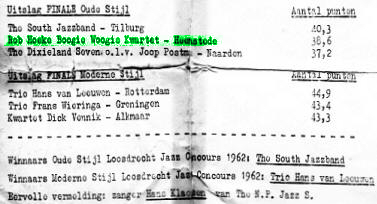 Uitslag FINALE Oude Stijl Aantal punten
The South Jazzband - Tilburg 40,3
Rob Hoeke Boogie Woogie Kwartet - Heemstede 38,6
The Dixieland Seven o.l.v. Joop Postma - Naarden 37,2
Uitslag FINALE Moderne Stijl Aantal punten
Trio Hans van Leeuwen - Rotterdam 44,9
Trio Frans Wieringa - Groningen 43,4
Kwartet Dick Vennik - Alkmaar 43,3
Winnaars Oude Stijl Loosdrecht Jazz Concours 1962: The South Jazzband
Winnaars Moderne Stijl Loosdrecht Jazz Concours 1962: Trio Hans van Leeuwen
Eervolle vermelding: zanger Hans Klaasen van The N.P. Jazz S.